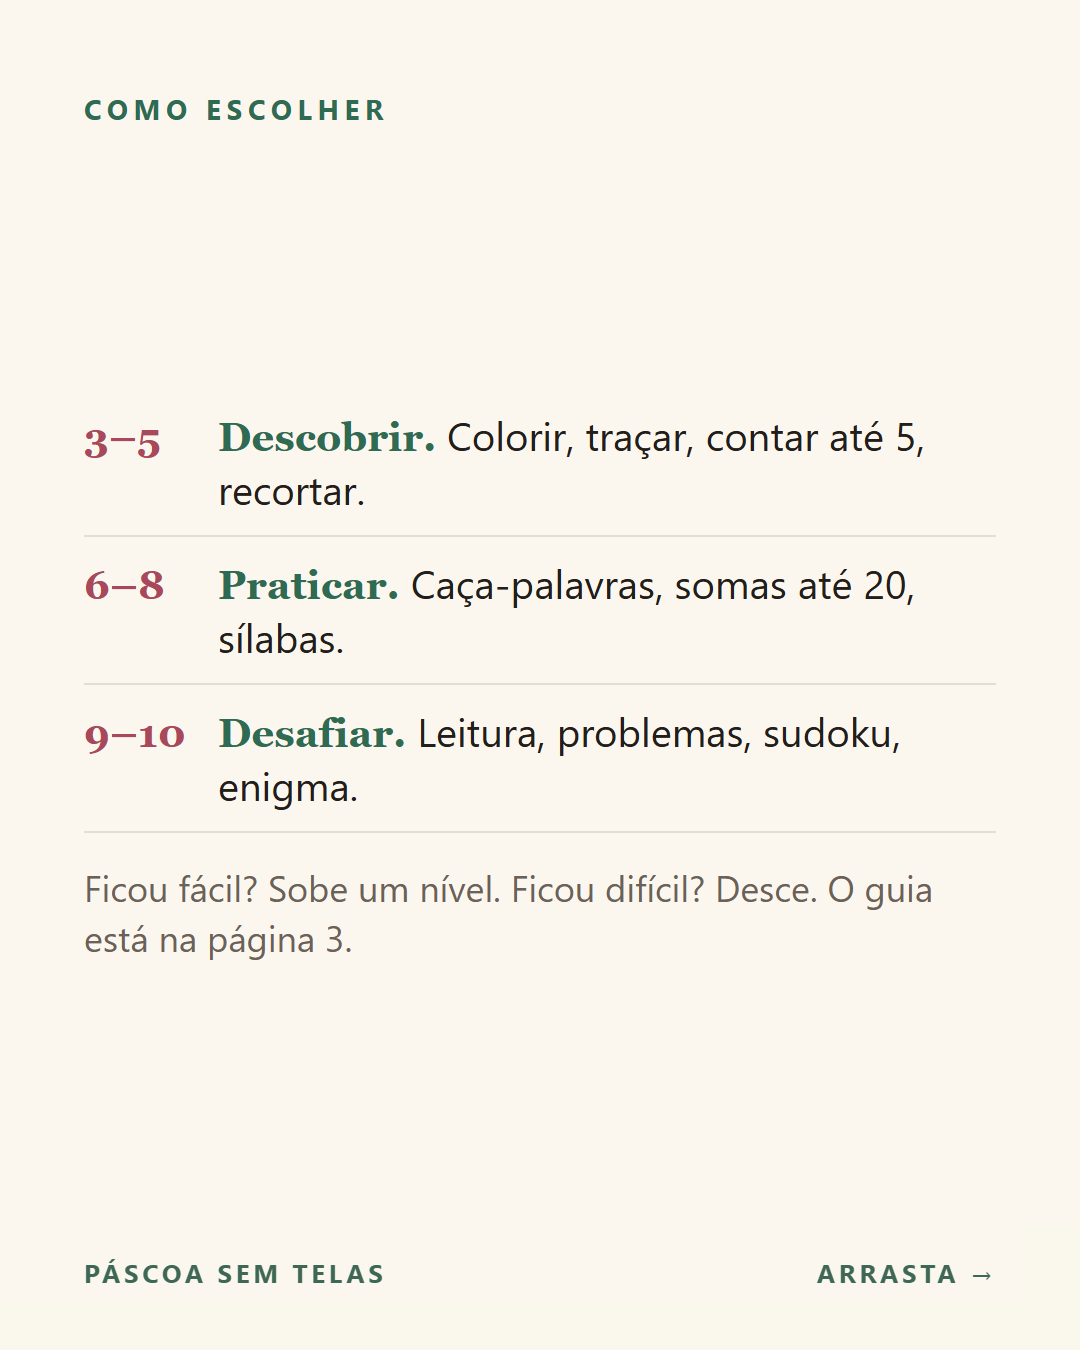 COMO ESCOLHER
3–5 Descobrir. Colorir, traçar, contar até 5,
recortar.
6–8 Praticar. Caça-palavras, somas até 20,
sílabas.
9–10 Desafiar. Leitura, problemas, sudoku,
enigma.
Ficou fácil? Sobe um nível. Ficou difícil? Desce. O guia
está na página 3.
PÁSCOA SEM TELAS
ARRASTA →